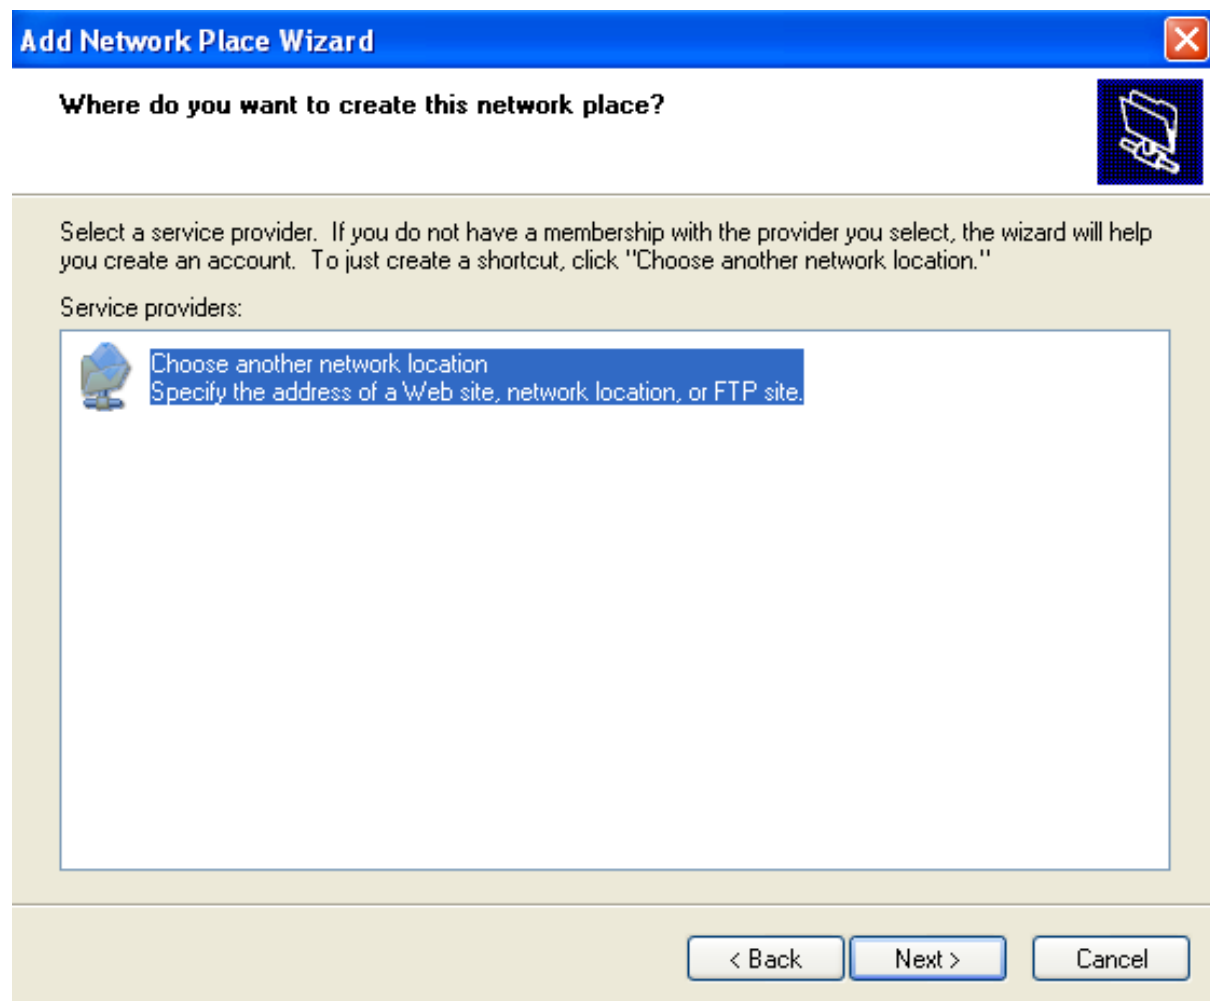 Add Network Place Wizard
Where do you want to create this network place?
Select a service provider.  If you do not have a membership with the provider you select, the wizard will help
you create an account.  To just create a shortcut, click "Choose another network location."
Service providers:
Choose another network location
Specify the address of a Web site, network location, or FTP site.
< Back
Next >
Cancel